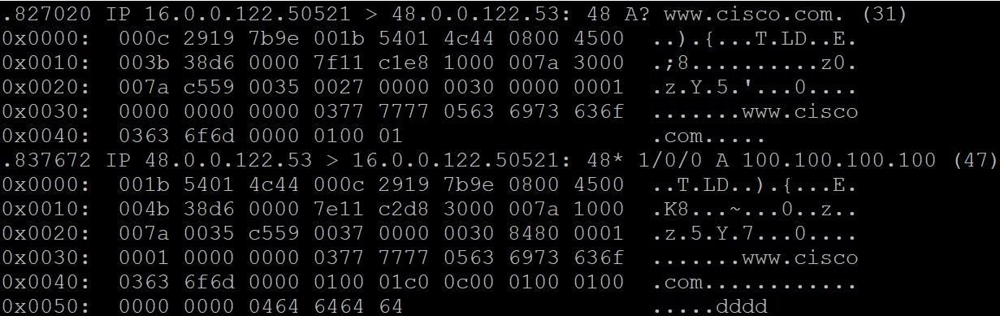 .827020 IP 16.0.0.122.50521 > 48.0.0.122.53: 48 A? www.cisco.com. (31)
0x0000:  000c 2919 7b9e 001b 5401 4c44 0800 4500  ..).{...T.LD..E.
0x0010:  003b 38d6 0000 7f11 c1e8 1000 007a 3000  .;8..........z0.
0x0020:  007a c559 0035 0027 0000 0030 0000 0001  .z.Y.5.'...0....
0x0030:  0000 0000 0000 0377 7777 0563 6973 636f  .......www.cisco
0x0040:  0363 6f6d 0000 0100 01  .com.....
.837672 IP 48.0.0.122.53 > 16.0.0.122.50521: 48* 1/0/0 A 100.100.100.100 (47)
0x0000:  001b 5401 4c44 000c 2919 7b9e 0800 4500  ..T.LD..).{...E.
0x0010:  004b 38d6 0000 7e11 c2d8 3000 007a 1000  .K8...~...0..z..
0x0020:  007a 0035 c559 0037 0000 0030 8480 0001  .z.5.Y.7...0....
0x0030:  0001 0000 0000 0377 7777 0563 6973 636f  .......www.cisco
0x0040:  0363 6f6d 0000 0100 01c0 0c00 0100 0100  .com............
0x0050:  0000 0000 0464 6464 64  .....dddd